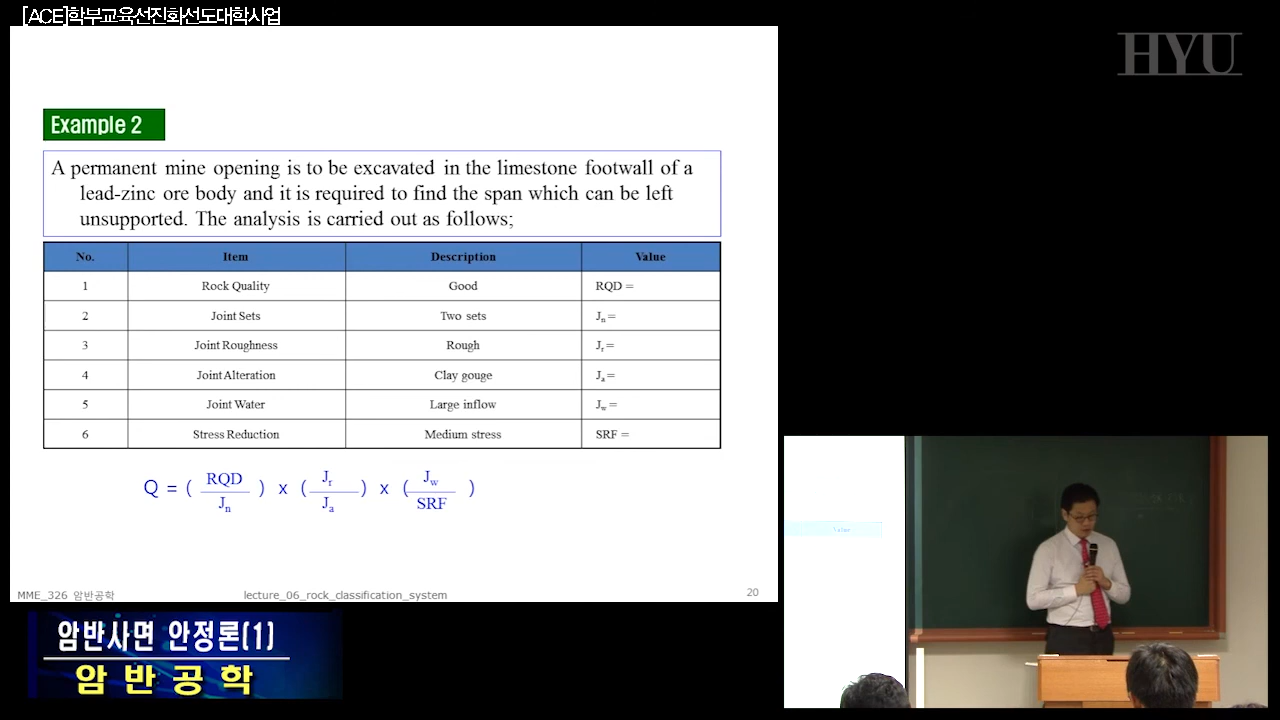 [ACE]학부교육선진화선도대학사업
HYU
Example 2
A permanent mine opening is to be excavated in the limestone footwall of a
lead-zinc ore body and it is required to find the span which can be left
unsupported. The analysis is carried out as follows;
No. Item Description Value
1 Rock Quality Good RQD =
2 Joint Sets Two sets Jn =
3 Joint Roughness Rough Jr =
4 Joint Alteration Clay gouge Ja =
5 Joint Water Large inflow Jw =
6 Stress Reduction Medium stress SRF =
Q = ( RQD / Jn ) x ( Jr / Ja ) x ( Jw / SRF )
MME_326 암반공학 lecture_06_rock_classification_system 20
암반사면 안정론(1)
암 반 공 학